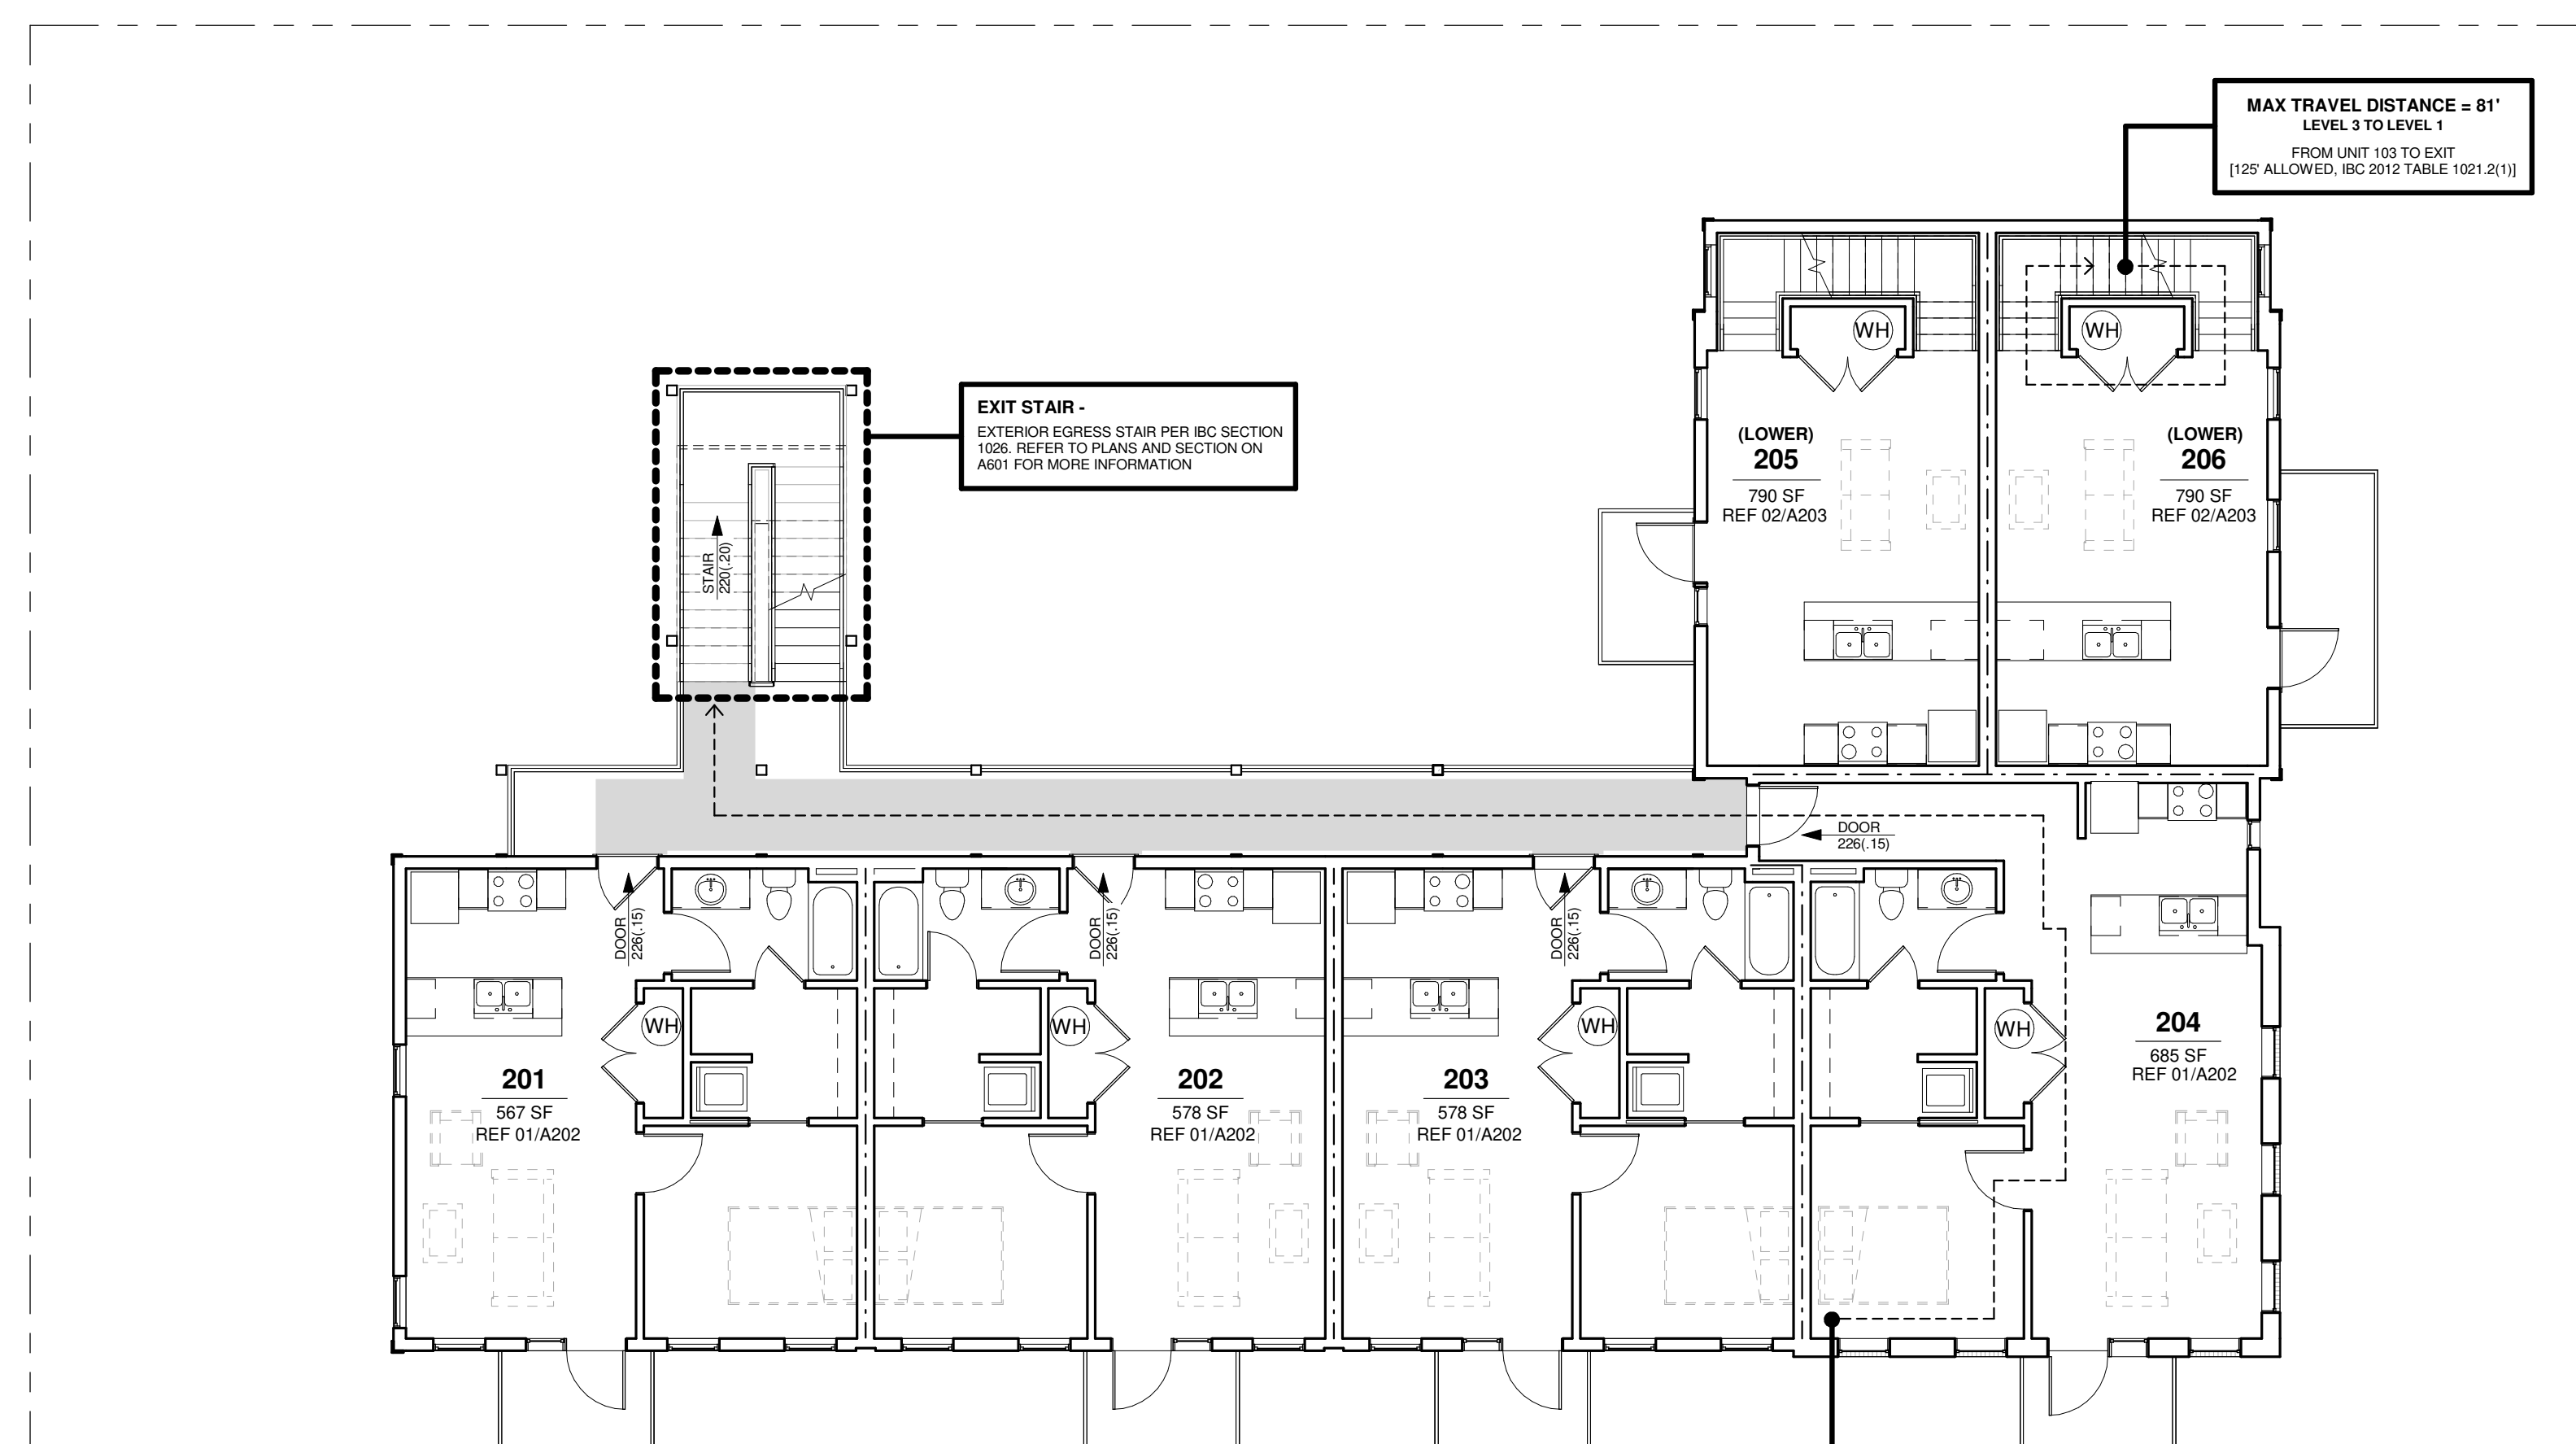 MAX TRAVEL DISTANCE = 81'
LEVEL 3 TO LEVEL 1
FROM UNIT 103 TO EXIT
[125' ALLOWED, IBC 2012 TABLE 1021.2(1)]
EXIT STAIR -
EXTERIOR EGRESS STAIR PER IBC SECTION
1026. REFER TO PLANS AND SECTION ON
A601 FOR MORE INFORMATION
WH
WH
(LOWER)
205
790 SF
REF 02/A203
(LOWER)
206
790 SF
REF 02/A203
STAIR
220(.20)
DOOR
226(.15)
DOOR
226(.15)
DOOR
226(.15)
DOOR
226(.15)
WH
WH
WH
WH
201
567 SF
REF 01/A202
202
578 SF
REF 01/A202
203
578 SF
REF 01/A202
204
685 SF
REF 01/A202